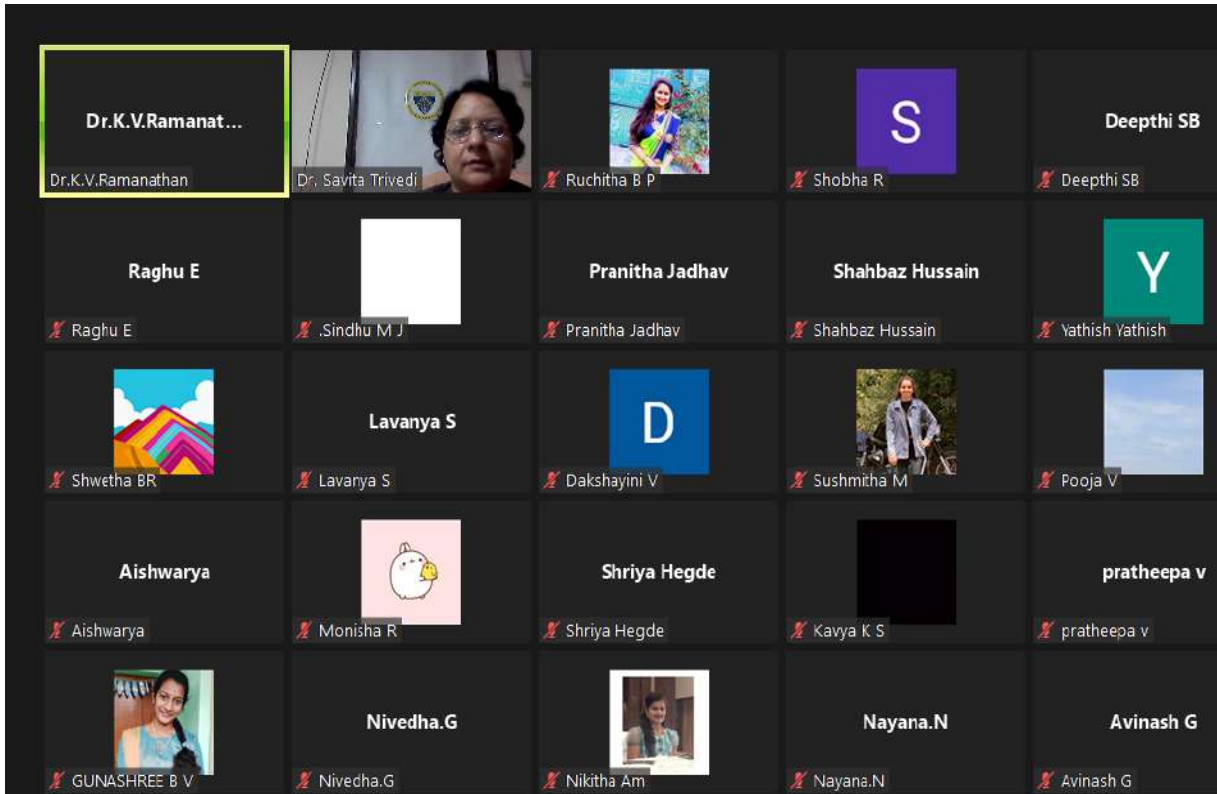 Dr.K.V.Ramanat...
Dr.K.V.Ramanathan
Dr. Savita Trivedi
Ruchitha B P
S
Shobha R
Deepthi SB
Deepthi SB
Raghu E
Raghu E
.Sindhu M J
Pranitha Jadhav
Pranitha Jadhav
Shahbaz Hussain
Shahbaz Hussain
Y
Yathish Yathish
Shwetha BR
Lavanya S
Lavanya S
D
Dakshayini V
Sushmitha M
Pooja V
Aishwarya
Aishwarya
Monisha R
Shriya Hegde
Shriya Hegde
Kavya K S
pratheepa v
pratheepa v
GUNASHREE B V
Nivedha.G
Nivedha.G
Nikitha Am
Nayana.N
Nayana.N
Avinash G
Avinash G